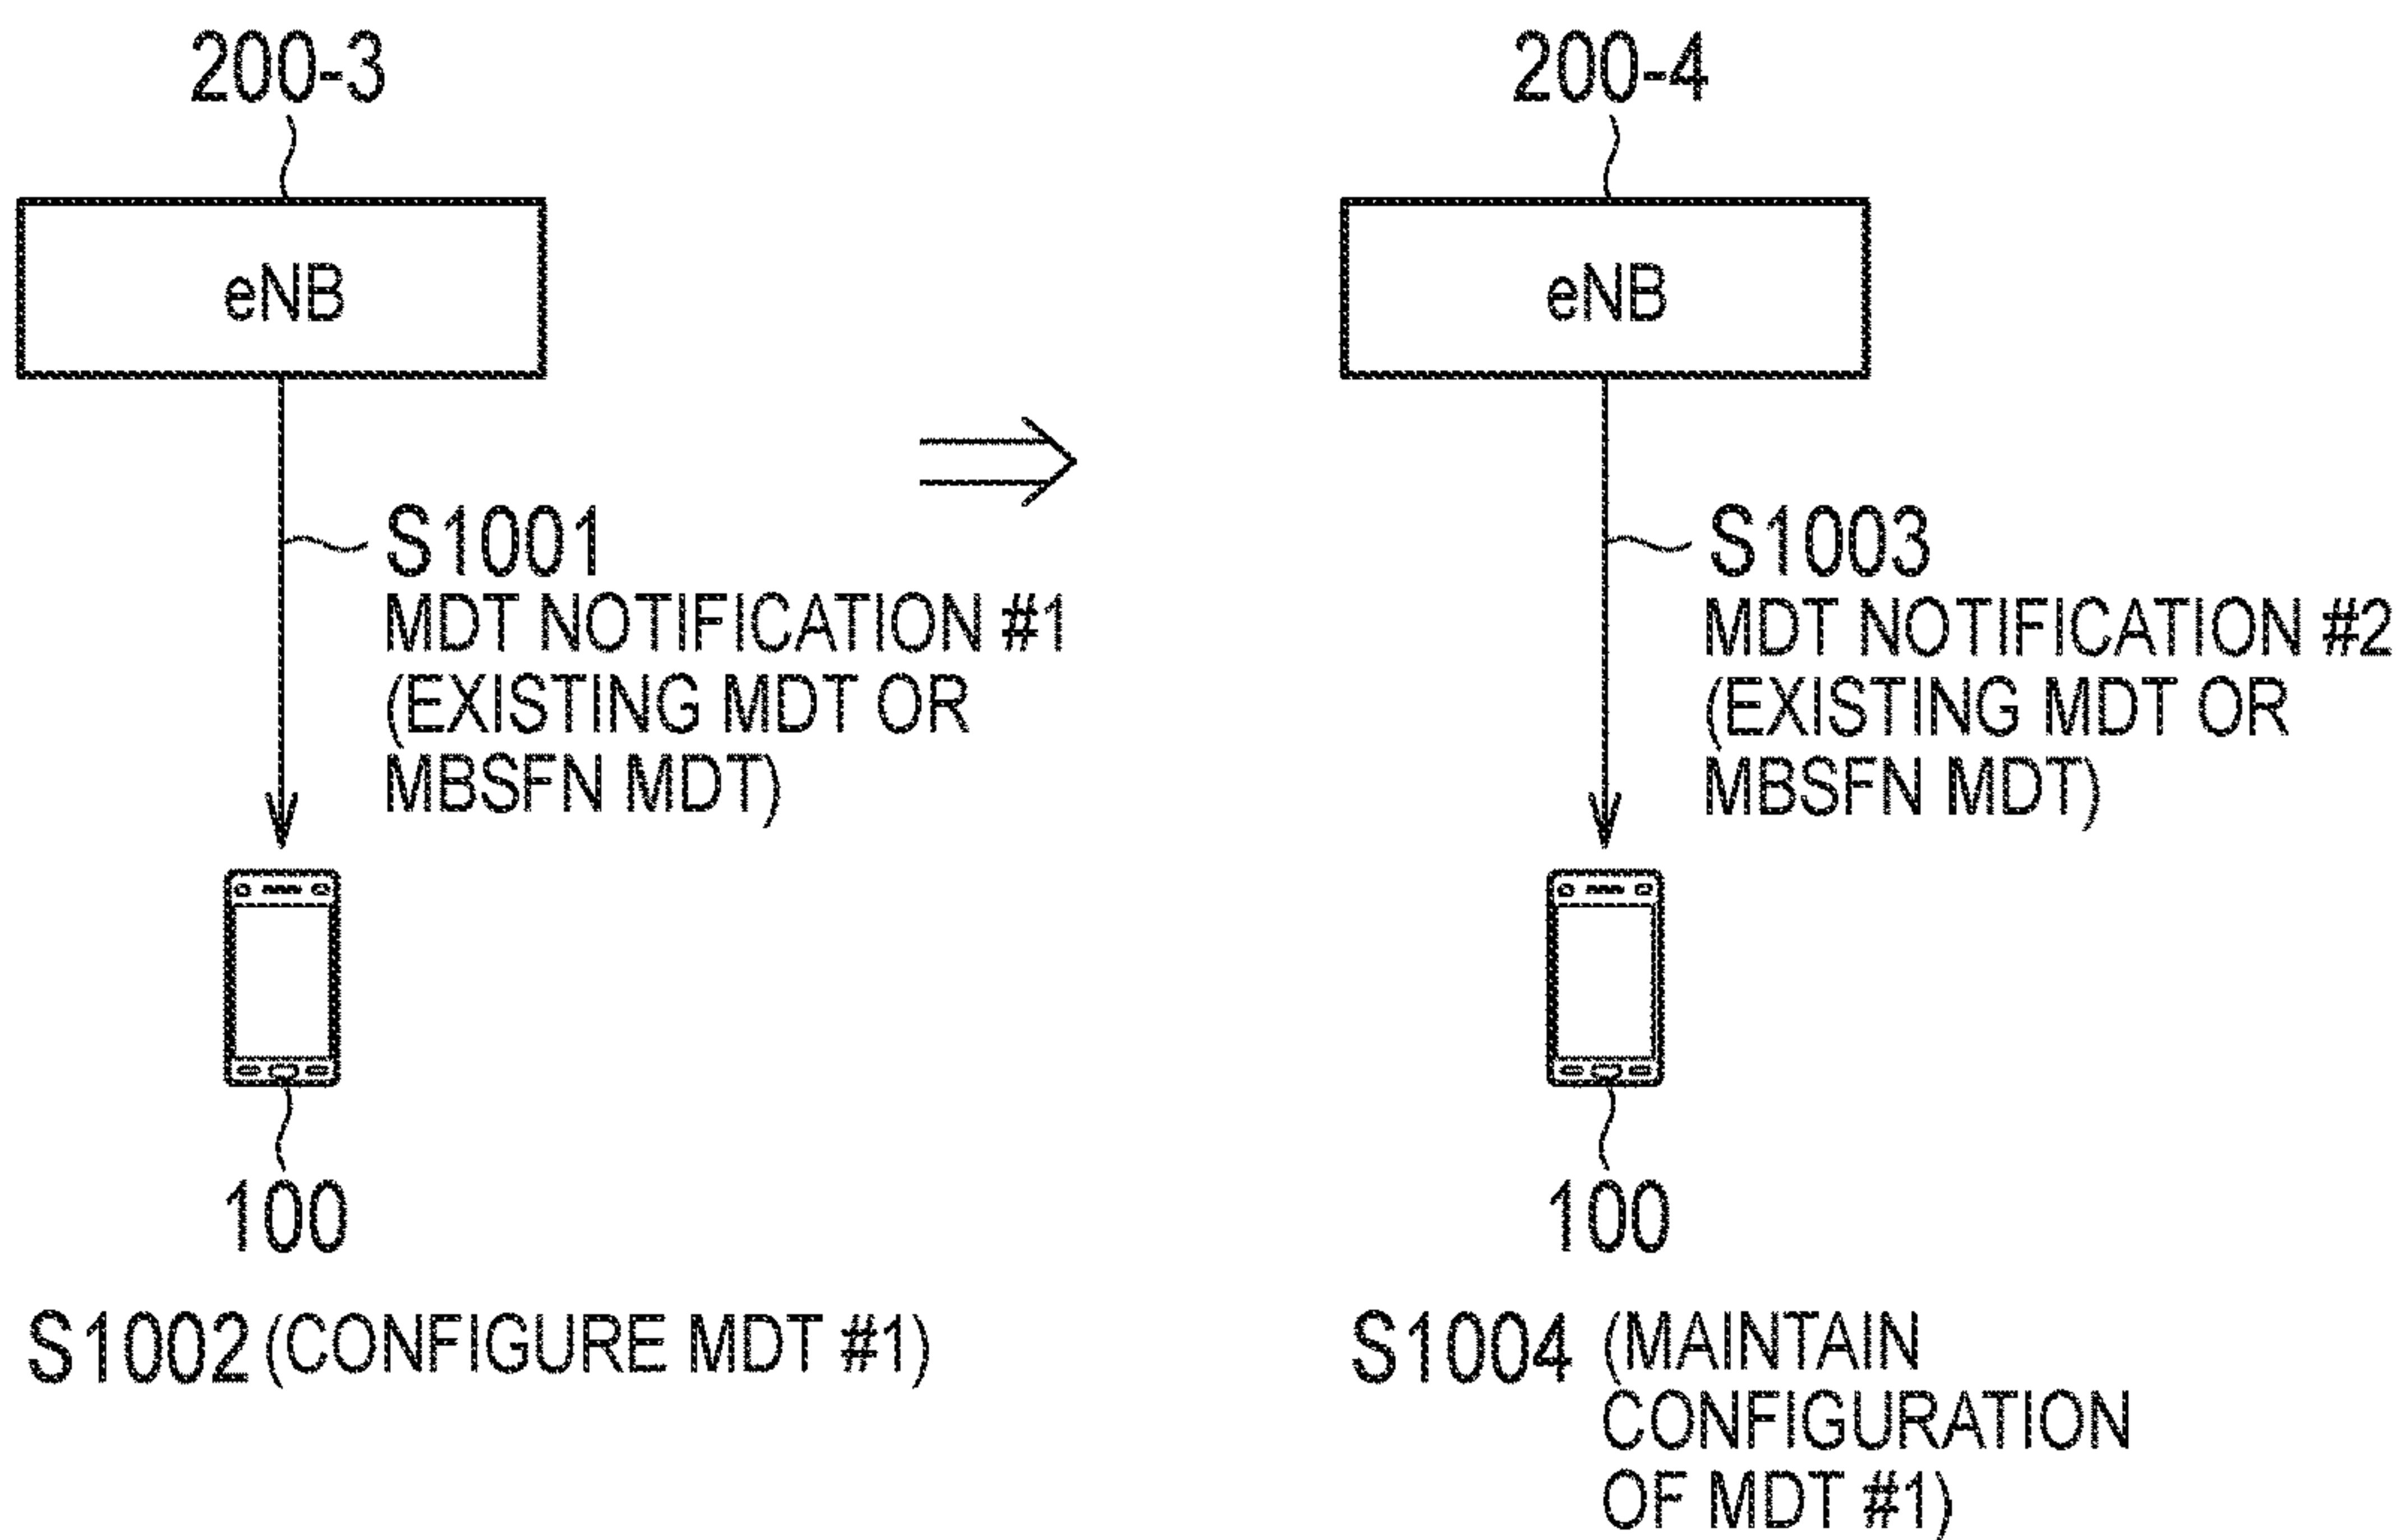 200-3
eNB
S1001
MDT NOTIFICATION #1
(EXISTING MDT OR
MBSFN MDT)
100
S1002 (CONFIGURE MDT #1)
200-4
eNB
S1003
MDT NOTIFICATION #2
(EXISTING MDT OR
MBSFN MDT)
100
S1004 (MAINTAIN
CONFIGURATION
OF MDT #1)